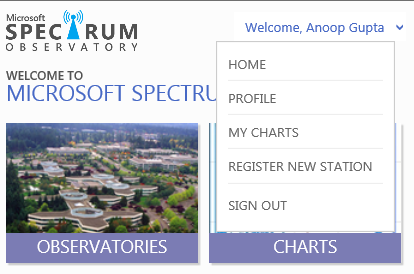 Microsoft
SPECTRUM
OBSERVATORY
Welcome, Anoop Gupta
HOME
PROFILE
MY CHARTS
REGISTER NEW STATION
SIGN OUT
WELCOME TO
MICROSOFT SPECTRU
OBSERVATORIES
CHARTS